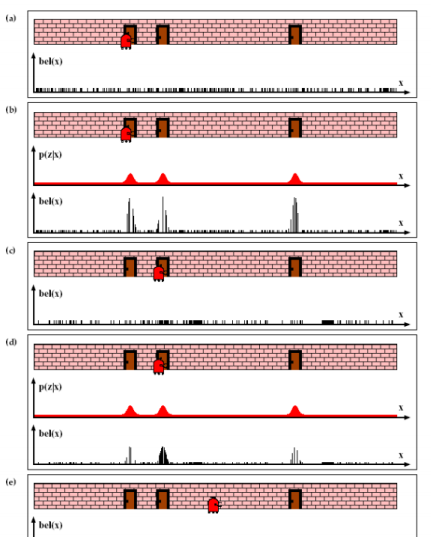 (a)
bel(x)
x
(b)
p(z|x)
x
bel(x)
x
(c)
bel(x)
x
(d)
p(z|x)
x
bel(x)
x
(e)
bel(x)